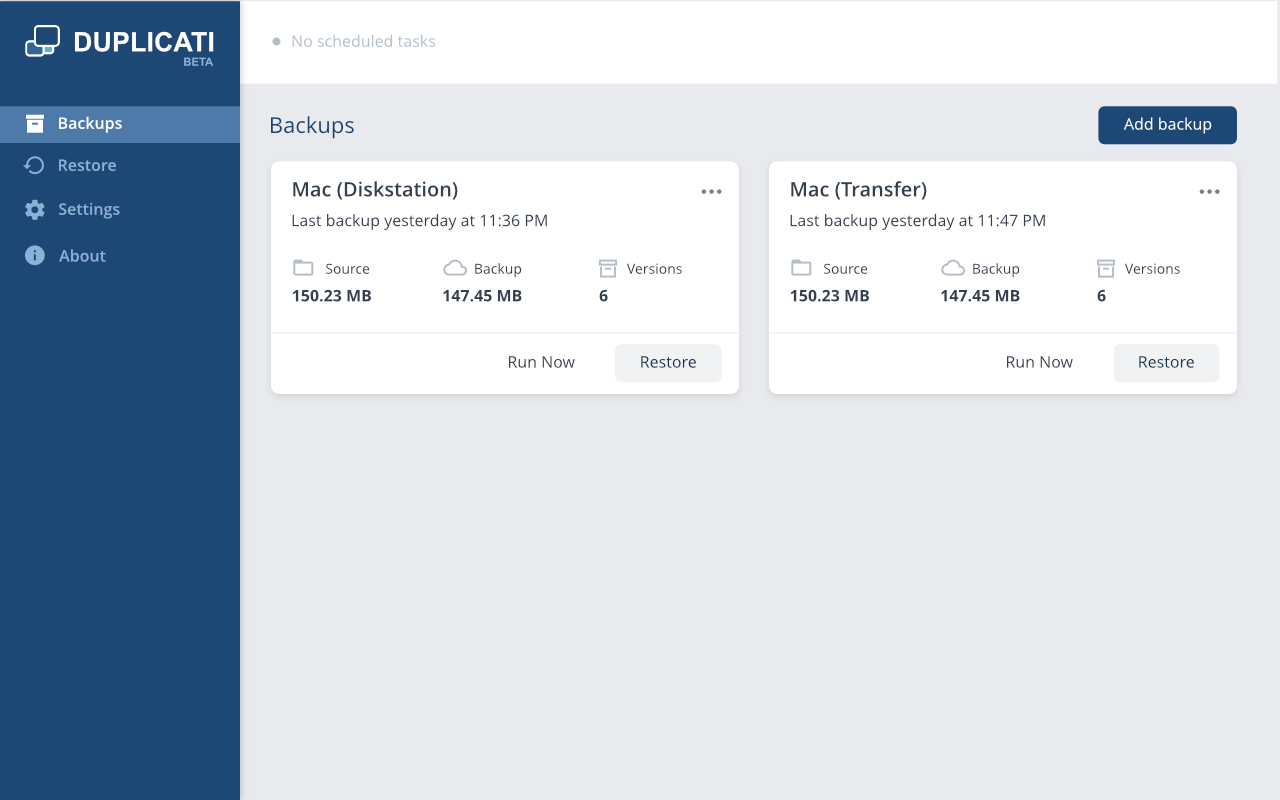 DUPLICATI
BETA
Backups
Restore
Settings
About
No scheduled tasks
Backups
Add backup
Mac (Diskstation)
Last backup yesterday at 11:36 PM
Source
Backup
Versions
150.23 MB
147.45 MB
6
Run Now
Restore
Mac (Transfer)
Last backup yesterday at 11:47 PM
Source
Backup
Versions
150.23 MB
147.45 MB
6
Run Now
Restore